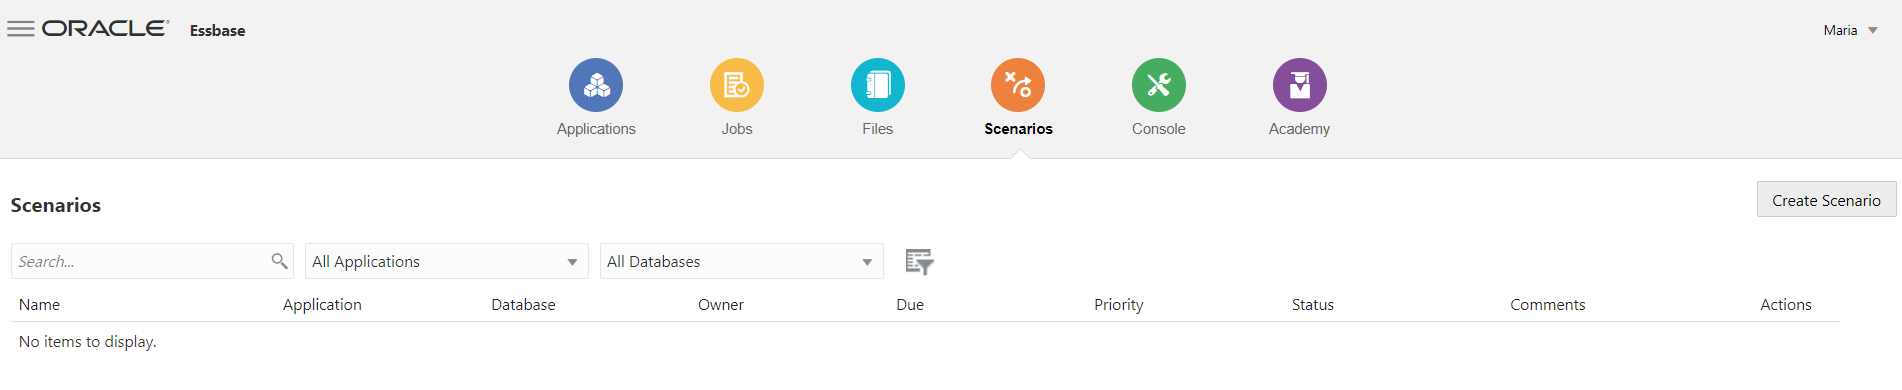 ORACLE® Essbase
Maria
Applications
Jobs
Files
Scenarios
Console
Academy
Scenarios
Create Scenario
Search...
All Applications
All Databases
Name Application Database Owner Due Priority Status Comments Actions
No items to display.